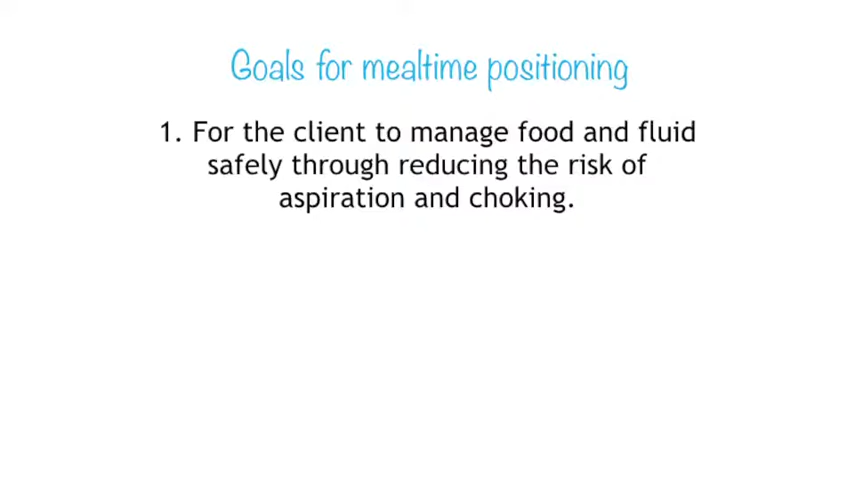 Goals for mealtime positioning
1. For the client to manage food and fluid
safely through reducing the risk of
aspiration and choking.